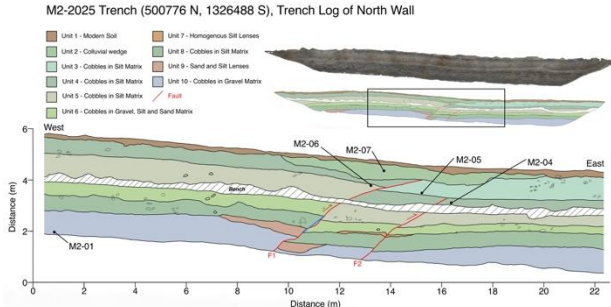 M2-2025 Trench (500776 N, 1326488 S), Trench Log of North Wall
Unit 1 - Modern Soil
Unit 2 - Colluvial wedge
Unit 3 - Cobbles in Silt Matrix
Unit 4 - Cobbles in Silt Matrix
Unit 5 - Cobbles in Silt Matrix
Unit 6 - Cobbles in Gravel, Silt and Sand Matrix
Unit 7 - Homogenous Silt Lenses
Unit 8 - Cobbles in Silt Matrix
Unit 9 - Sand and Silt Lenses
Unit 10 - Cobbles in Gravel Matrix
Fault
West
East
M2-06
M2-07
M2-05
M2-04
Bench
M2-01
F1
F2
Distance (m)
6
4
2
0
0 2 4 6 8 10 12 14 16 18 20 22
Distance (m)